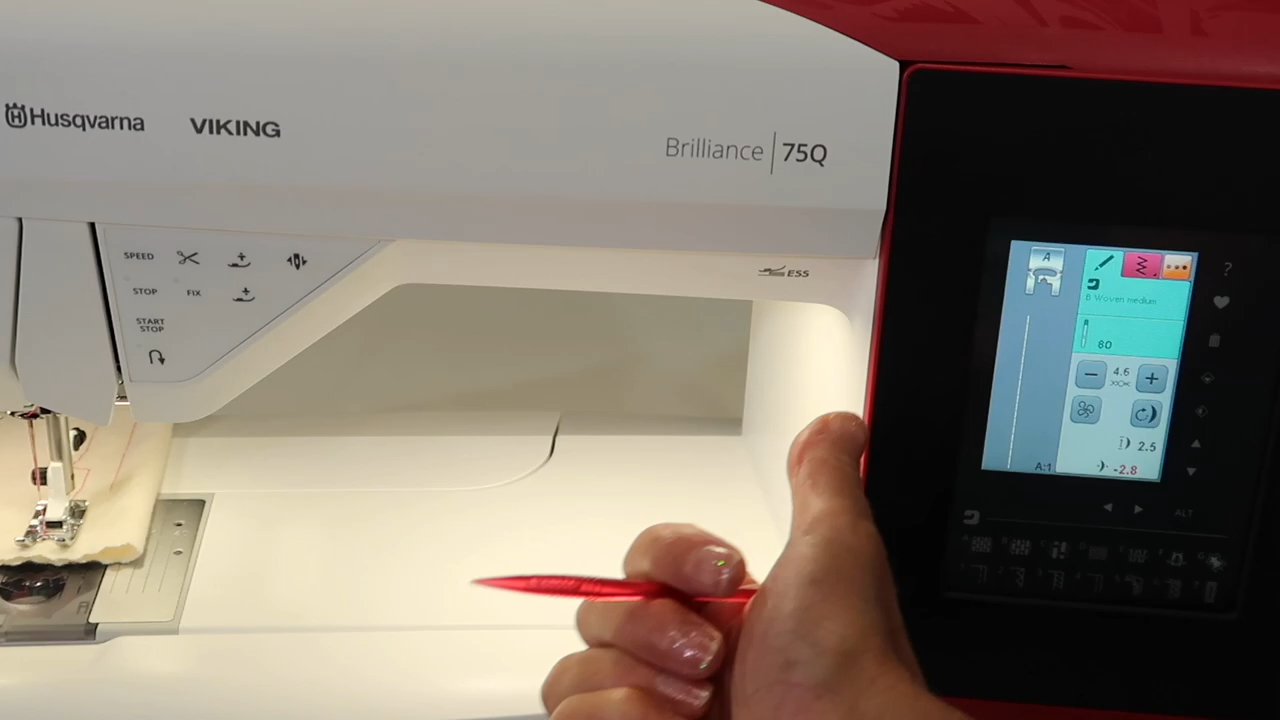 Husqvarna VIKING
Brilliance 75Q
SPEED
STOP FIX
START
STOP
ESS
A
B Woven medium
80
4.6
2.5
A:1
-2.8
?
ALT